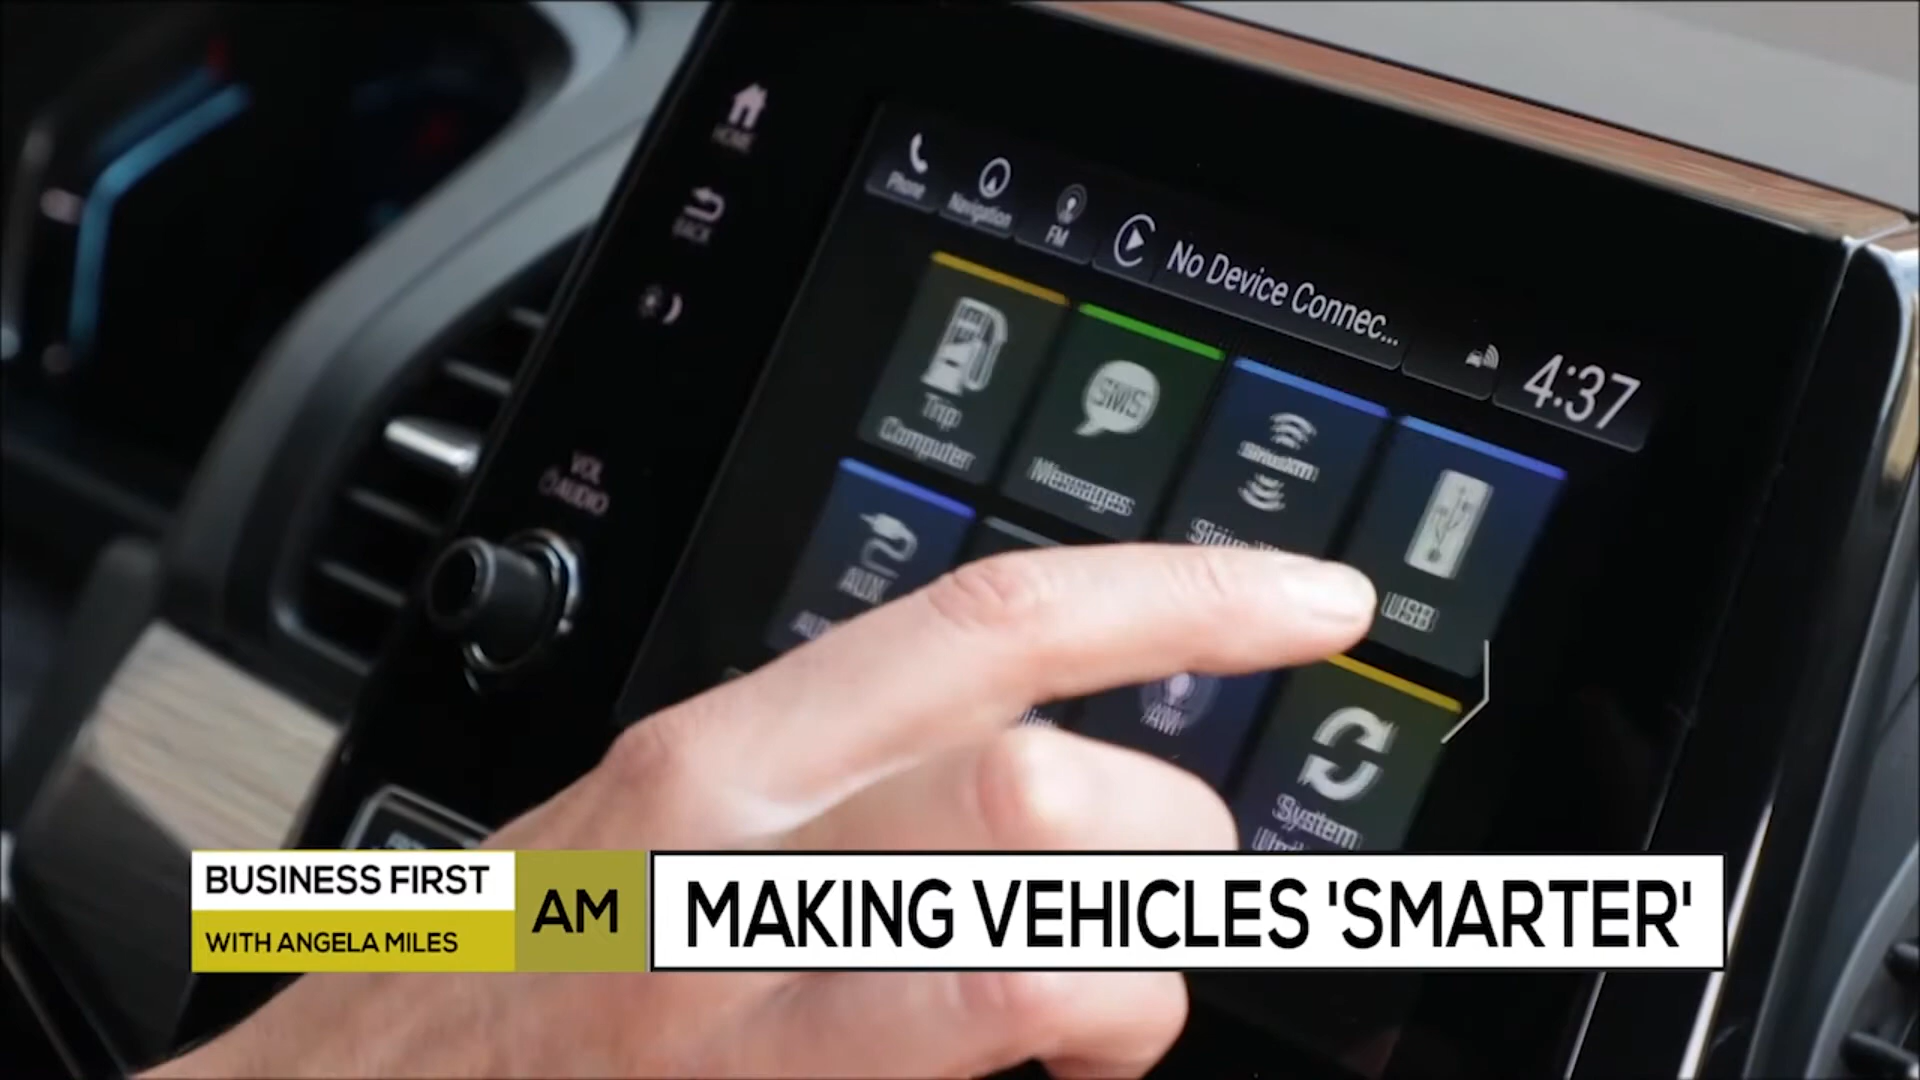 HOME
BACK
VOL
AUDIO
Phone
Navigation
FM
No Device Connec...
4:37
Trip
Computer
SMS
Messages
siriusxm
USB
AUX
AM
System
BUSINESS FIRST
WITH ANGELA MILES
AM
MAKING VEHICLES 'SMARTER'